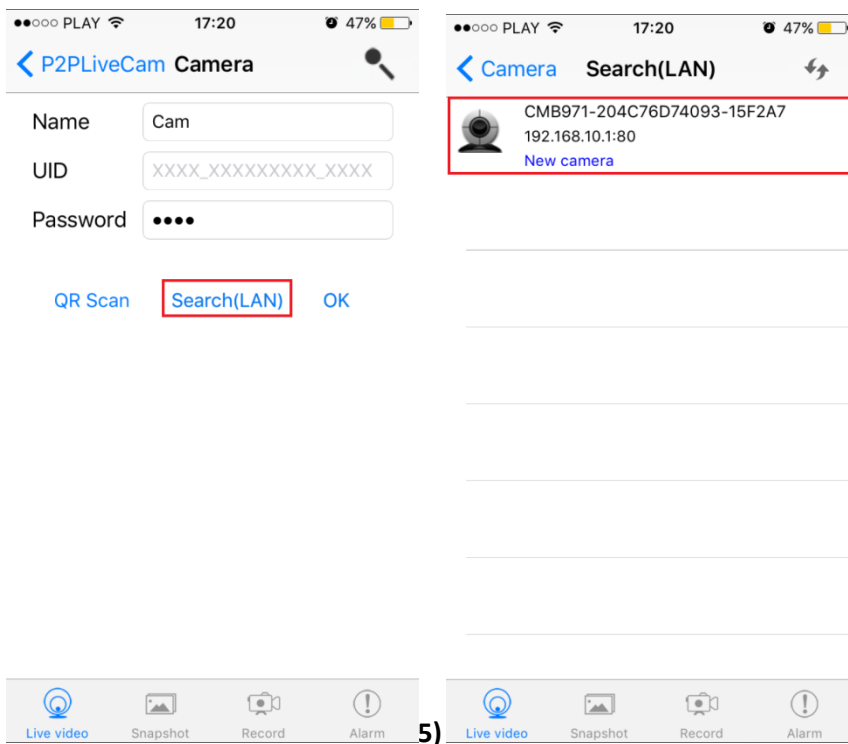 PLAY 17:20 47%
P2PLiveCam Camera
Name Cam
UID XXXX_XXXXXXXXX_XXXX
Password ●●●●
QR Scan Search(LAN) OK
Live video Snapshot Record Alarm
5)
PLAY 17:20 47%
Camera Search(LAN)
CMB971-204C76D74093-15F2A7
192.168.10.1:80
New camera
Live video Snapshot Record Alarm